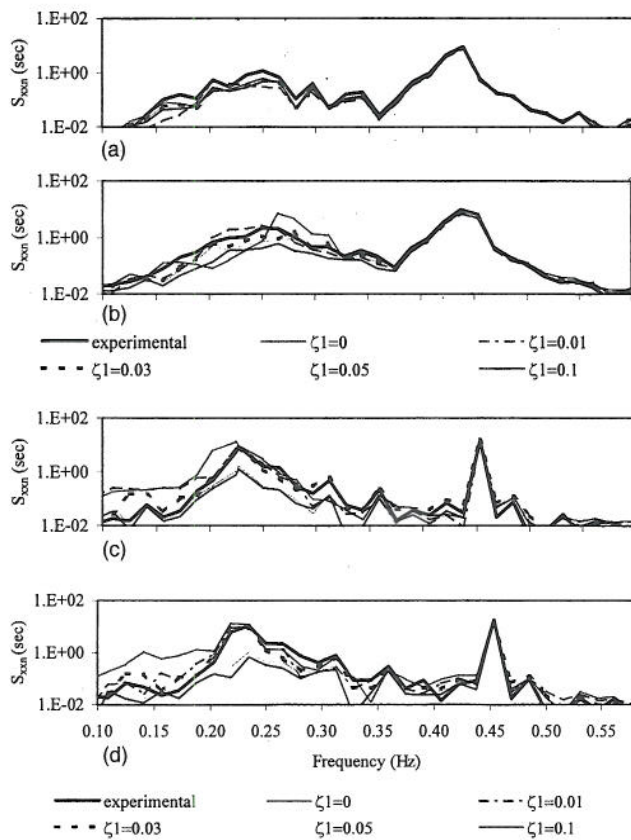 1.E+02
S_xxn (sec)
1.E+00
1.E-02
(a)
1.E+02
S_xxn (sec)
1.E+00
1.E-02
(b)
experimental ζ1=0 ζ1=0.01
ζ1=0.03 ζ1=0.05 ζ1=0.1
1.E+02
S_xxn (sec)
1.E+00
1.E-02
(c)
1.E+02
S_xxn (sec)
1.E+00
1.E-02
0.10 0.15 0.20 0.25 0.30 0.35 0.40 0.45 0.50 0.55
(d) Frequency (Hz)
experimental ζ1=0 ζ1=0.01
ζ1=0.03 ζ1=0.05 ζ1=0.1